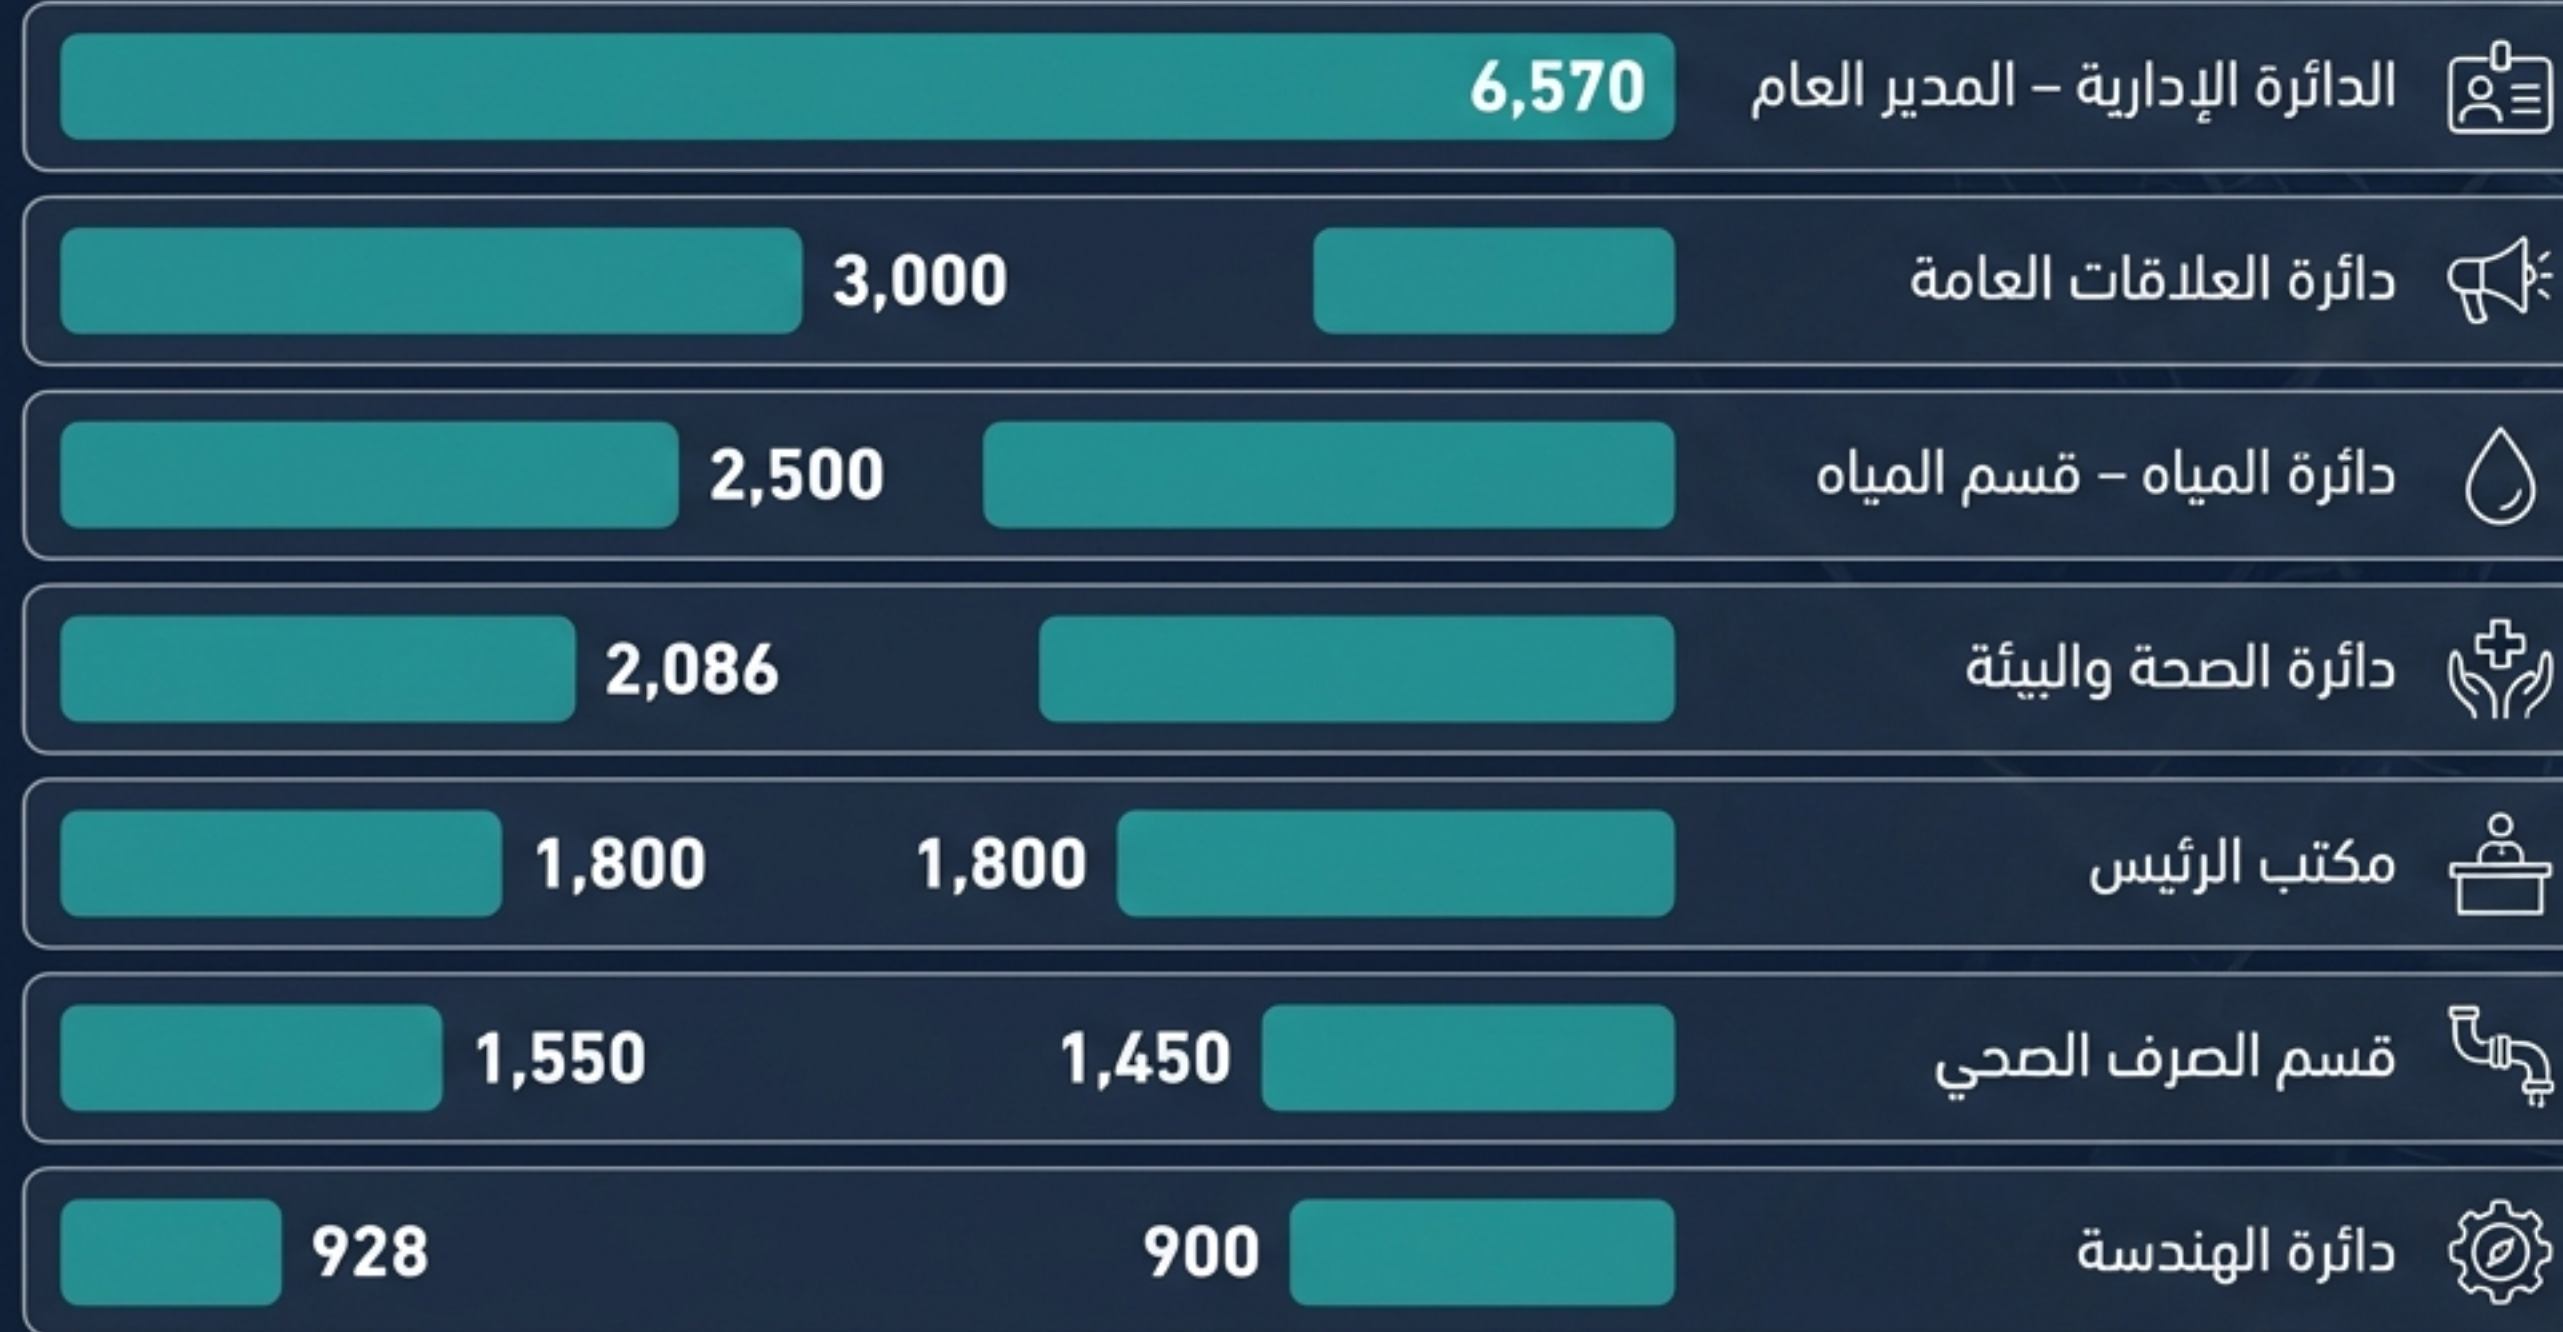 الدائرة الإدارية – المدير العام 6,570
دائرة العلاقات العامة 3,000
دائرة المياه – قسم المياه 2,500
دائرة الصحة والبيئة 2,086
مكتب الرئيس 1,800 1,800
قسم الصرف الصحي 1,450 1,550
دائرة الهندسة 900 928